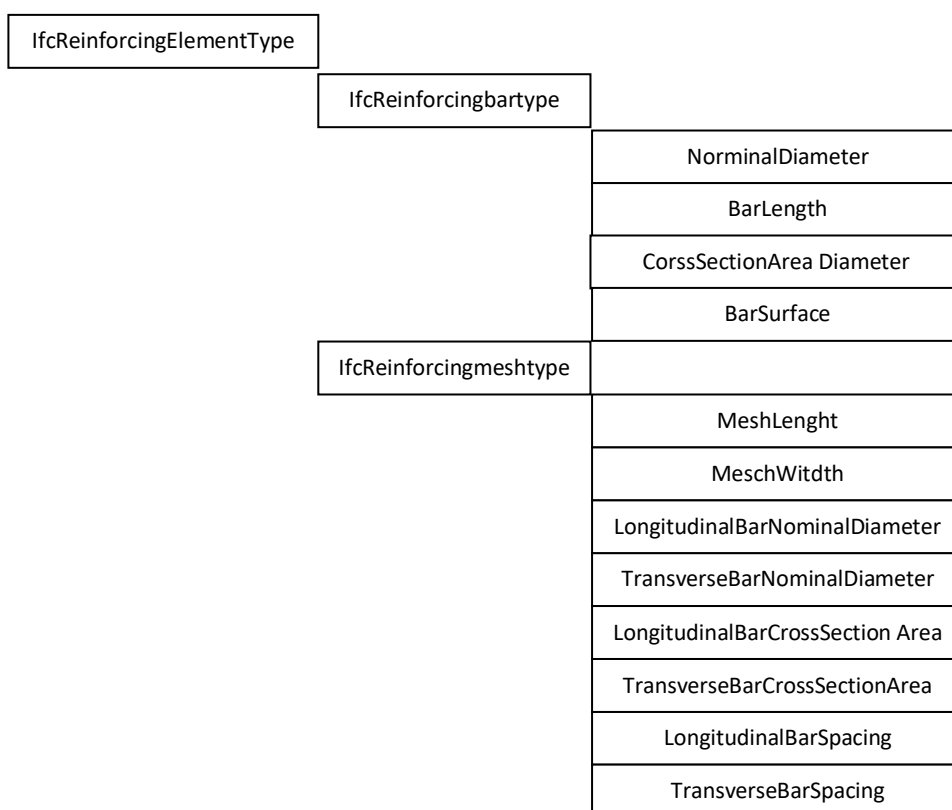 IfcReinforcingElementType
IfcReinforcingbartype
NorminalDiameter
BarLength
CorssSectionArea Diameter
BarSurface
IfcReinforcingmeshtype
MeshLenght
MeschWitdth
LongitudinalBarNominalDiameter
TransverseBarNominalDiameter
LongitudinalBarCrossSection Area
TransverseBarCrossSectionArea
LongitudinalBarSpacing
TransverseBarSpacing